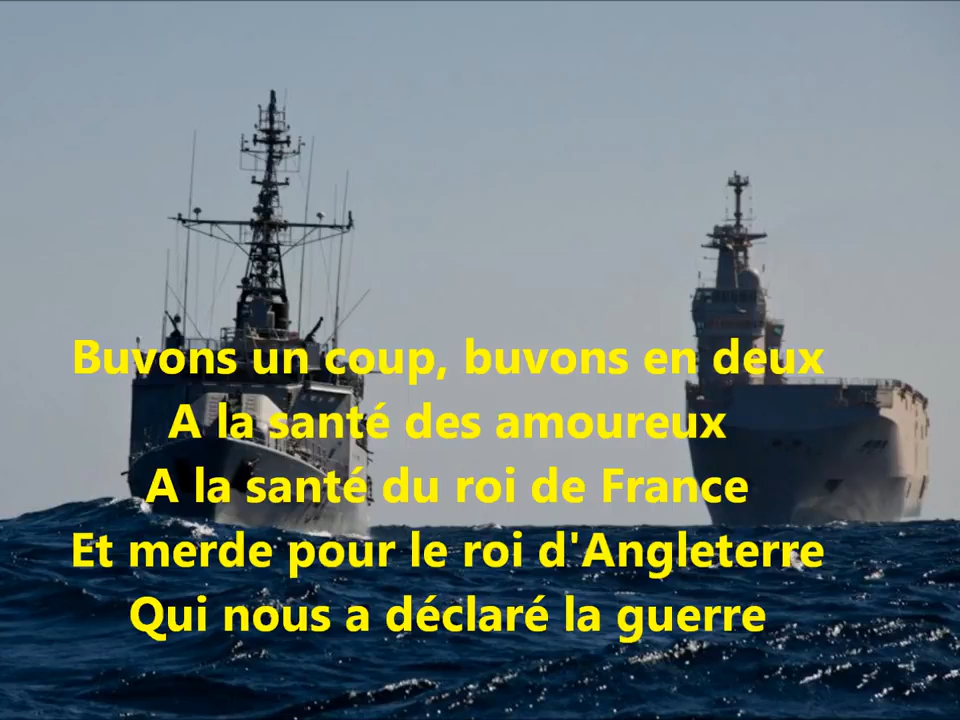 Buvons un coup, buvons en deux
A la santé des amoureux
A la santé du roi de France
Et merde pour le roi d'Angleterre
Qui nous a déclaré la guerre